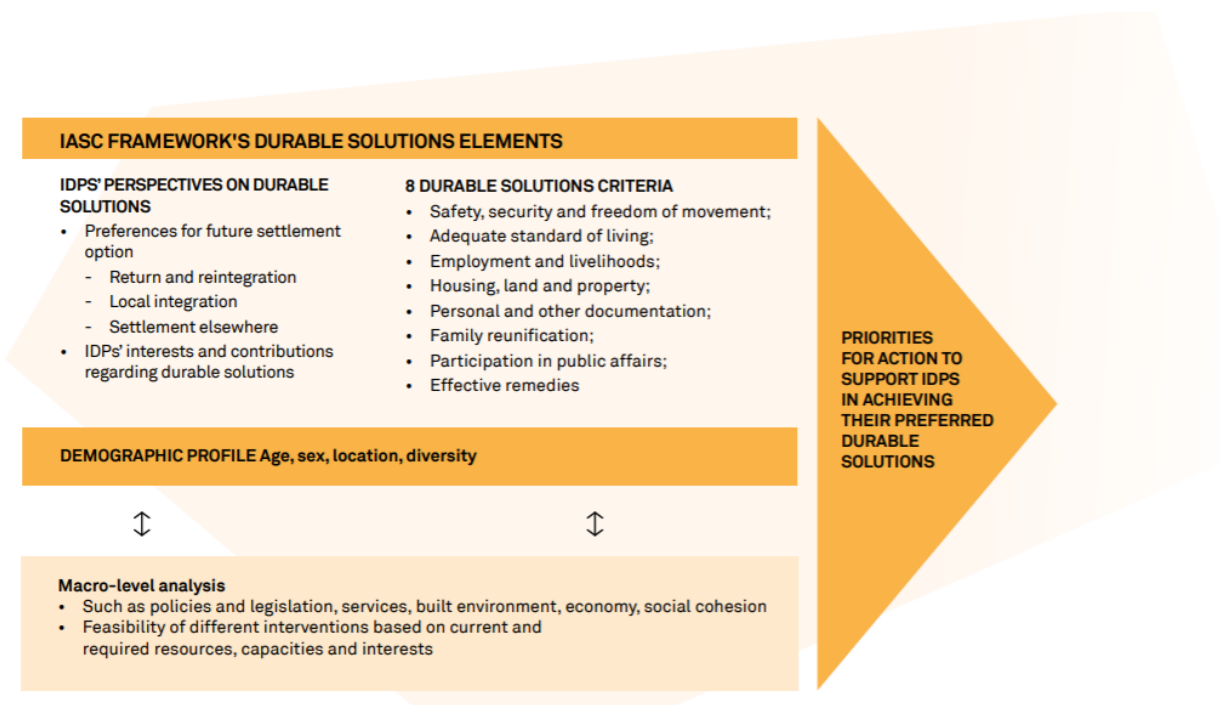 IASC FRAMEWORK'S DURABLE SOLUTIONS ELEMENTS
IDPS' PERSPECTIVES ON DURABLE
SOLUTIONS
• Preferences for future settlement
option
- Return and reintegration
- Local integration
- Settlement elsewhere
• IDPs' interests and contributions
regarding durable solutions
8 DURABLE SOLUTIONS CRITERIA
• Safety, security and freedom of movement;
• Adequate standard of living;
• Employment and livelihoods;
• Housing, land and property;
• Personal and other documentation;
• Family reunification;
• Participation in public affairs;
• Effective remedies
DEMOGRAPHIC PROFILE Age, sex, location, diversity
Macro-level analysis
• Such as policies and legislation, services, built environment, economy, social cohesion
• Feasibility of different interventions based on current and
required resources, capacities and interests
PRIORITIES
FOR ACTION TO
SUPPORT IDPS
IN ACHIEVING
THEIR PREFERRED
DURABLE
SOLUTIONS